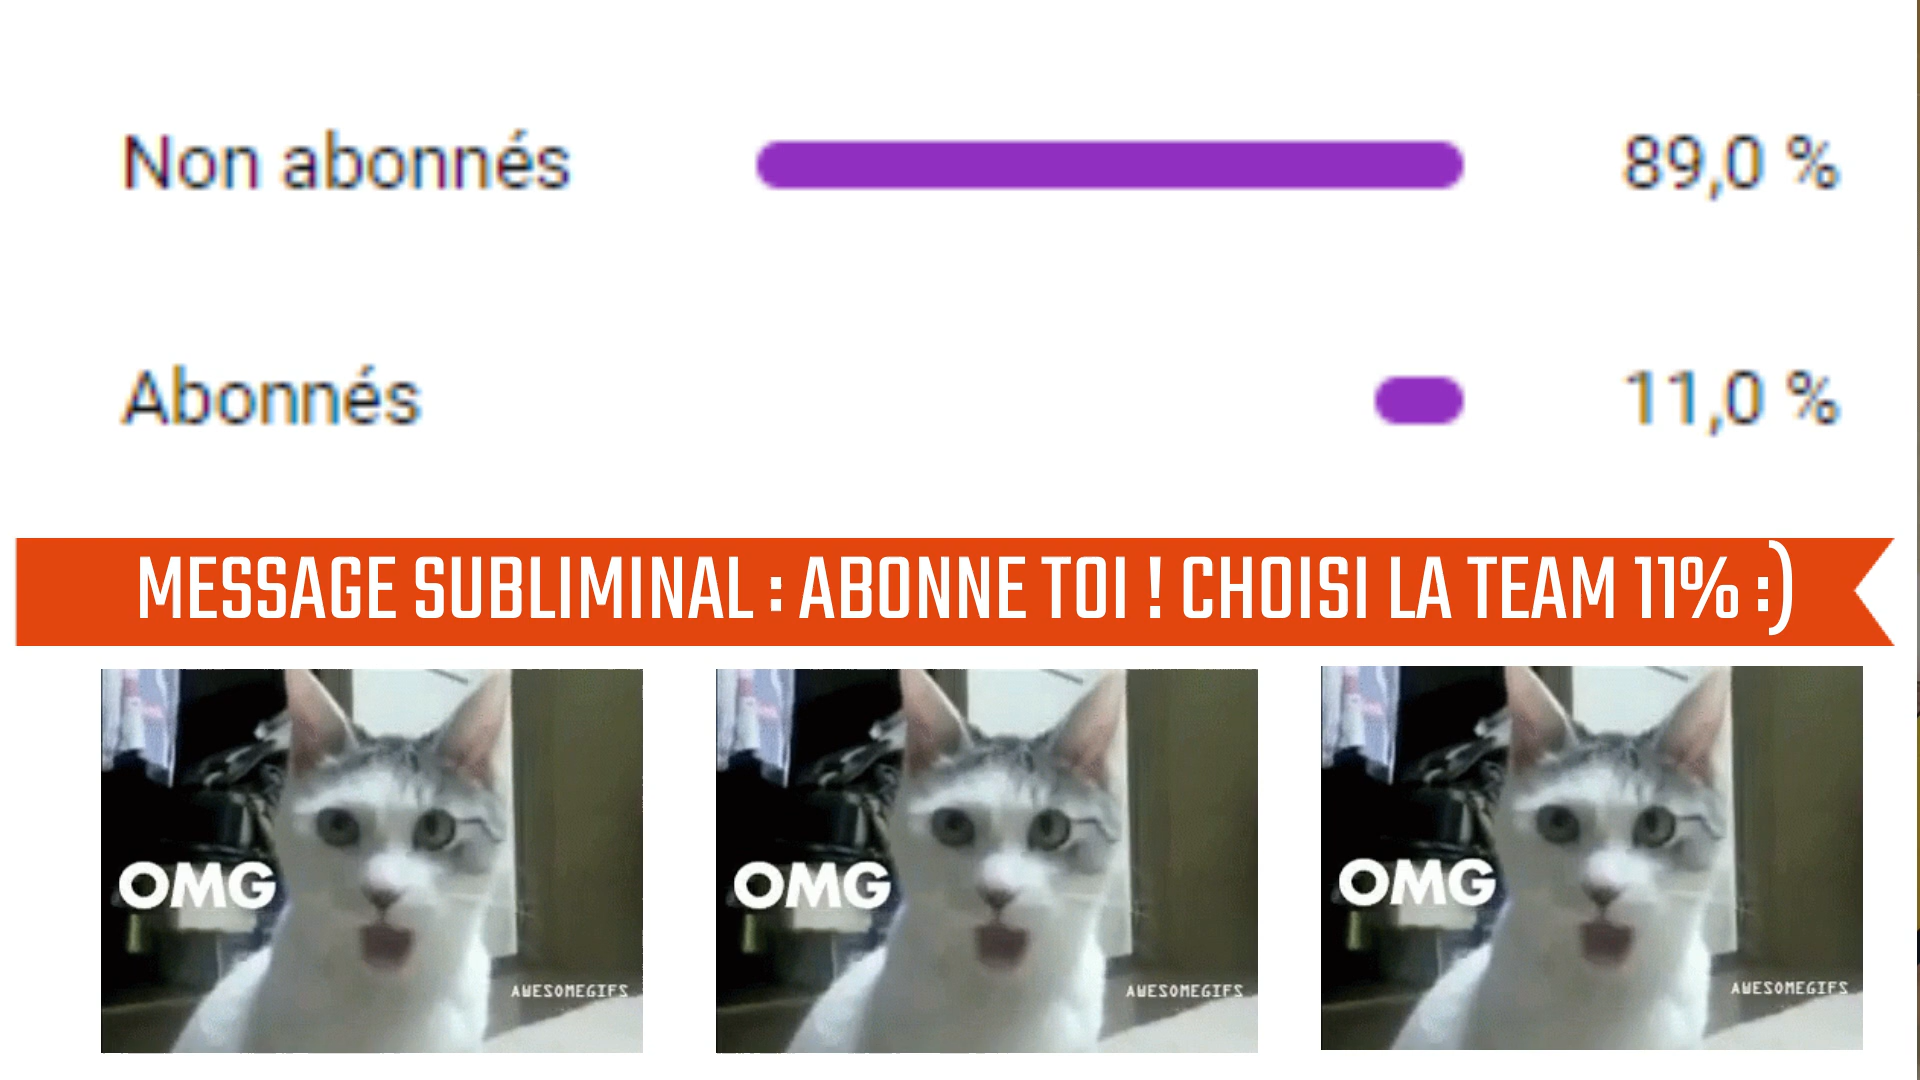 Non abonnés 89,0 %
Abonnés 11,0 %
MESSAGE SUBLIMINAL : ABONNE TOI ! CHOISI LA TEAM 11% :)
OMG OMG OMG
AWESOMEGIFS AWESOMEGIFS AWESOMEGIFS